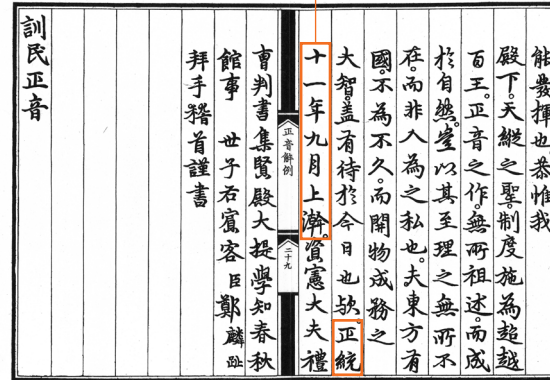 能發揮也。恭惟我
殿下。天縱之聖。制度施為超越
百王。正音之作。無所祖述。而成
於自然。豈以其至理之無所不
在。而非人為之私也。夫東方有
國。不為不久。而開物成務之
大智。盖有待於今日也欤。正統
十一年九月上澣。資憲大夫禮
正音解例
二十九
曺判書集賢殿大提學知春秋
館事 世子右賓客臣鄭麟趾
拜手稽首謹書
訓民正音